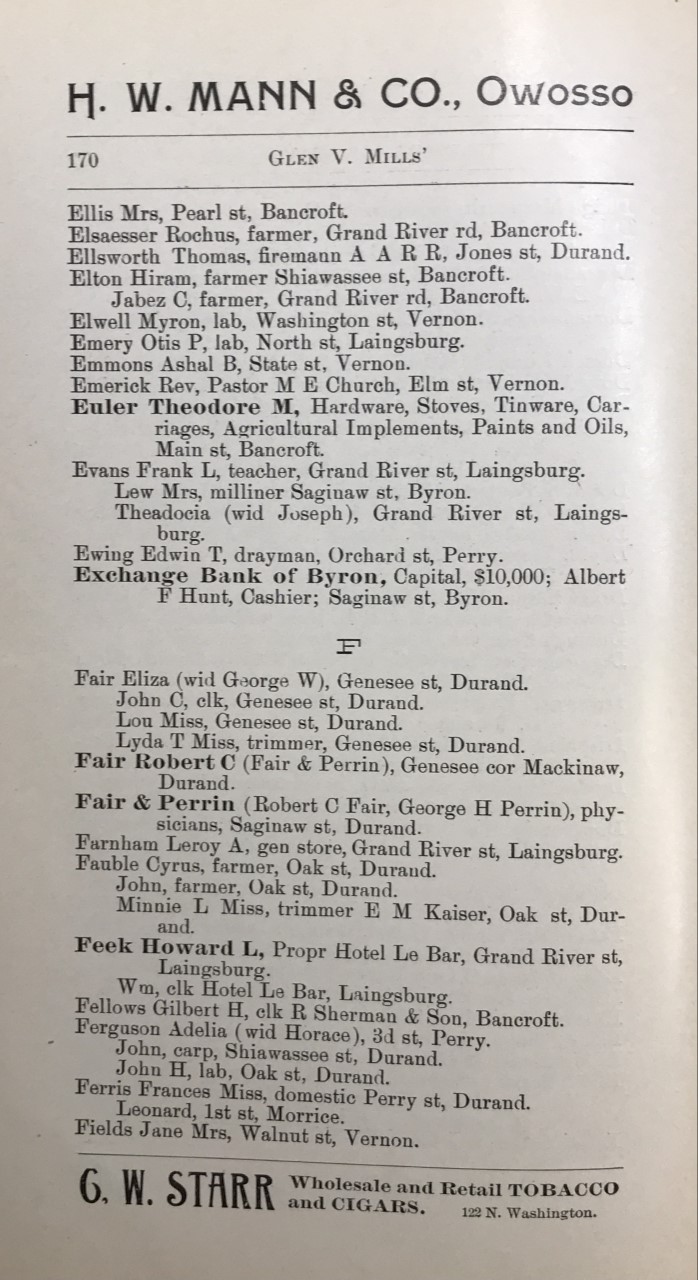 H. W. MANN & CO., Owosso
170 GLEN V. MILLS'
Ellis Mrs, Pearl st, Bancroft.
Elsaesser Rochus, farmer, Grand River rd, Bancroft.
Ellsworth Thomas, firemann A A R R, Jones st, Durand.
Elton Hiram, farmer Shiawassee st, Bancroft.
Jabez C, farmer, Grand River rd, Bancroft.
Elwell Myron, lab, Washington st, Vernon.
Emery Otis P, lab, North st, Laingsburg.
Emmons Ashal B, State st, Vernon.
Emerick Rev, Pastor M E Church, Elm st, Vernon.
Euler Theodore M, Hardware, Stoves, Tinware, Car-
riages, Agricultural Implements, Paints and Oils,
Main st, Bancroft.
Evans Frank L, teacher, Grand River st, Laingsburg.
Lew Mrs, milliner Saginaw st, Byron.
Theadocia (wid Joseph), Grand River st, Laings-
burg.
Ewing Edwin T, drayman, Orchard st, Perry.
Exchange Bank of Byron, Capital, $10,000; Albert
F Hunt, Cashier; Saginaw st, Byron.
F
Fair Eliza (wid George W), Genesee st, Durand.
John C, clk, Genesee st, Durand.
Lou Miss, Genesee st, Durand.
Lyda T Miss, trimmer, Genesee st, Durand.
Fair Robert C (Fair & Perrin), Genesee cor Mackinaw,
Durand.
Fair & Perrin (Robert C Fair, George H Perrin), phy-
sicians, Saginaw st, Durand.
Farnham Leroy A, gen store, Grand River st, Laingsburg.
Fauble Cyrus, farmer, Oak st, Durand.
John, farmer, Oak st, Durand.
Minnie L Miss, trimmer E M Kaiser, Oak st, Dur-
and.
Feek Howard L, Propr Hotel Le Bar, Grand River st,
Laingsburg.
Wm, clk Hotel Le Bar, Laingsburg.
Fellows Gilbert H, clk R Sherman & Son, Bancroft.
Ferguson Adelia (wid Horace), 3d st, Perry.
John, carp, Shiawassee st, Durand.
John H, lab, Oak st, Durand.
Ferris Frances Miss, domestic Perry st, Durand.
Leonard, 1st st, Morrice.
Fields Jane Mrs, Walnut st, Vernon.
G. W. STARR Wholesale and Retail TOBACCO
and CIGARS. 122 N. Washington.